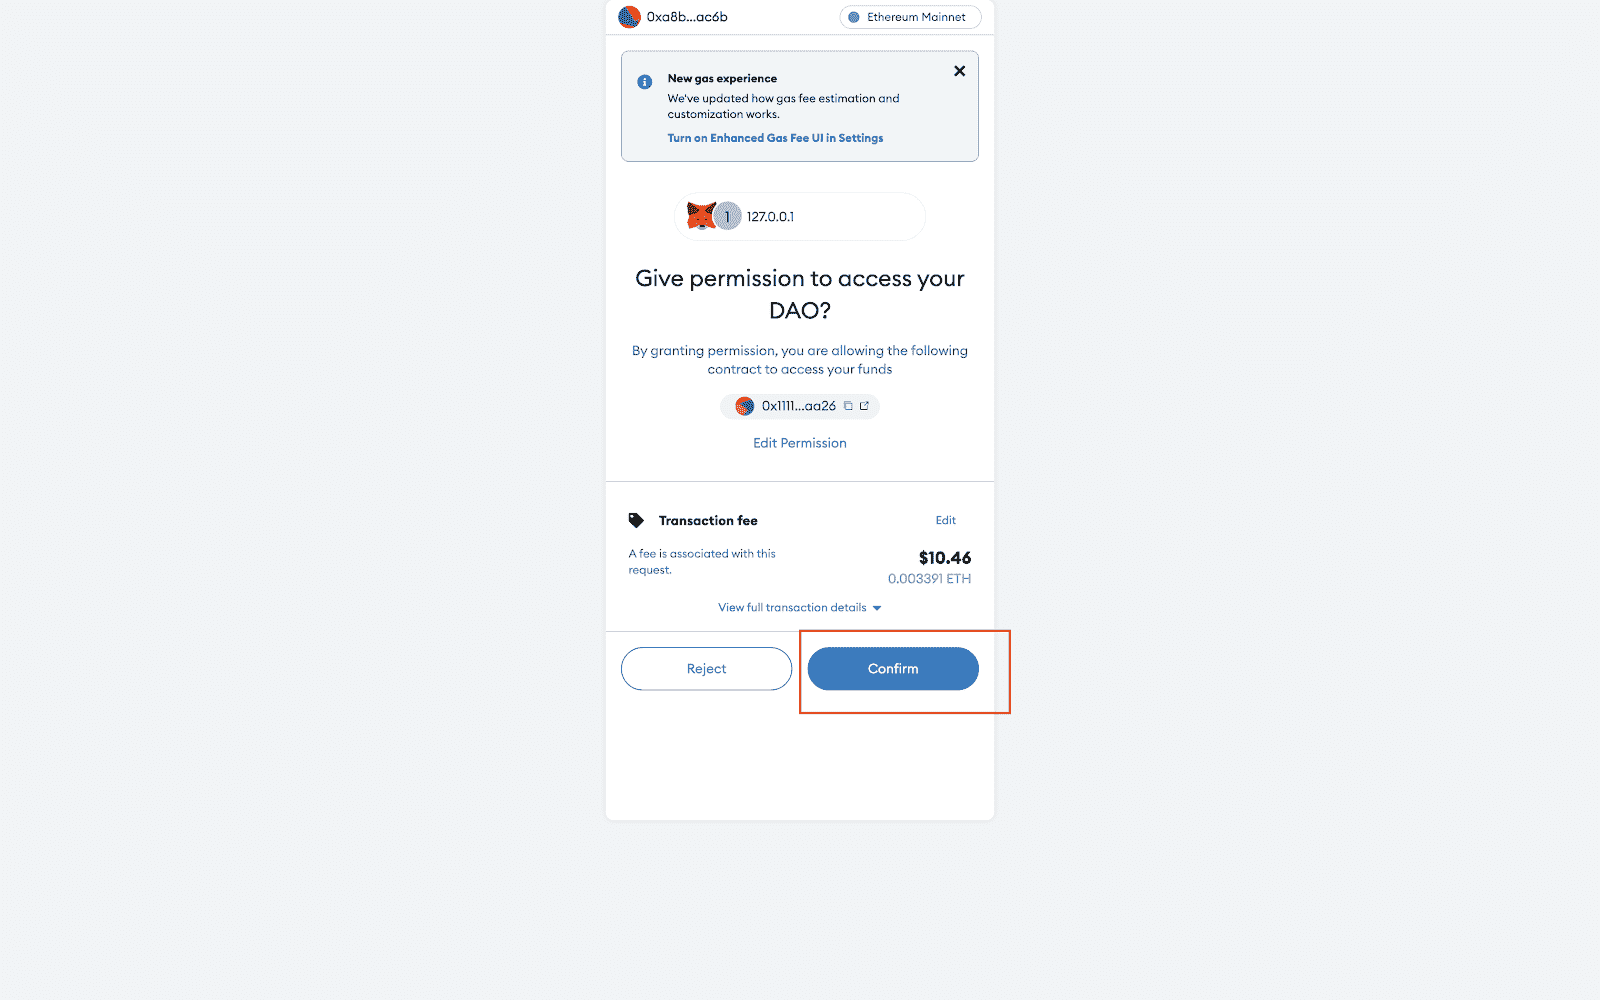 0xa8b...ac6b
Ethereum Mainnet
New gas experience
We've updated how gas fee estimation and
customization works.
Turn on Enhanced Gas Fee UI in Settings
1 127.0.0.1
Give permission to access your
DAO?
By granting permission, you are allowing the following
contract to access your funds
0x1111...aa26
Edit Permission
Transaction fee
Edit
A fee is associated with this
request.
$10.46
0.003391 ETH
View full transaction details
Reject
Confirm